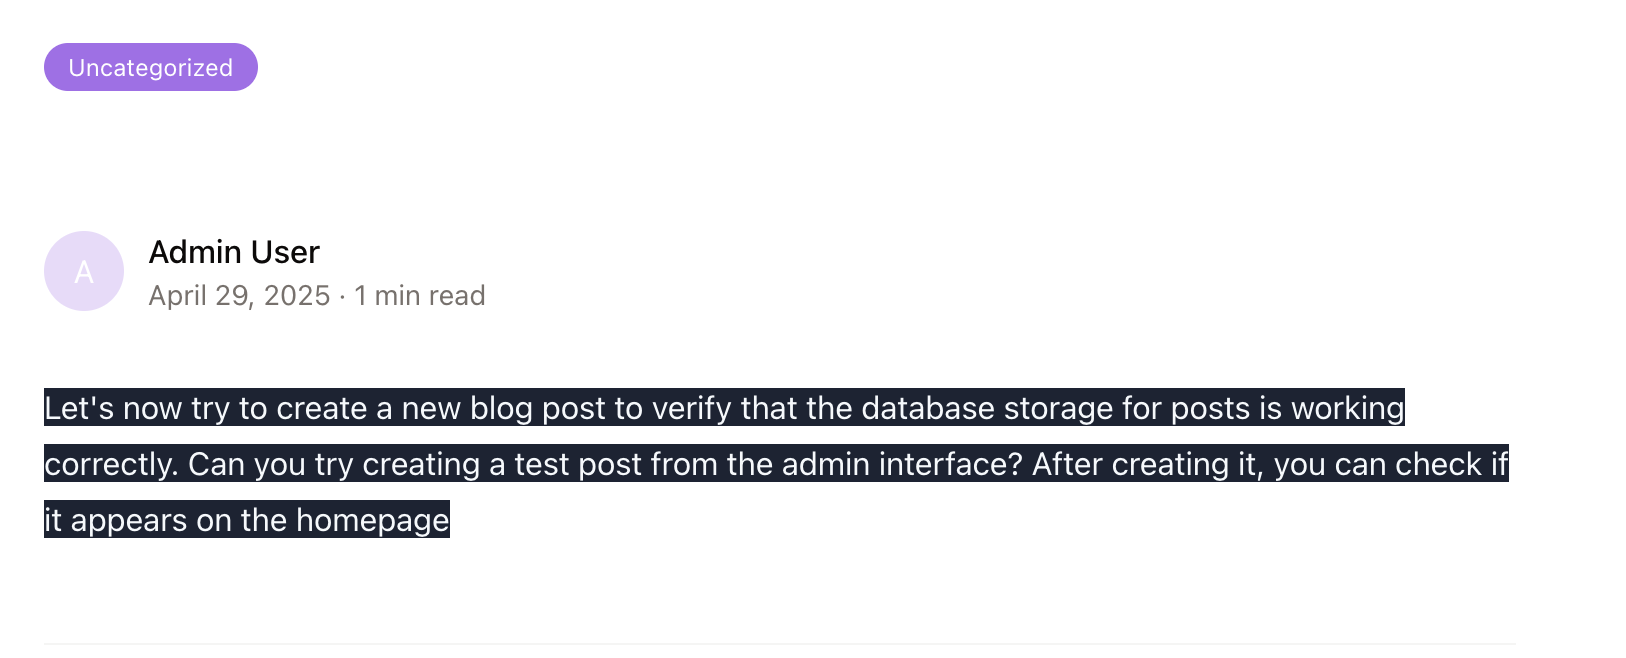 Uncategorized
A
Admin User
April 29, 2025 · 1 min read
Let's now try to create a new blog post to verify that the database storage for posts is working
correctly. Can you try creating a test post from the admin interface? After creating it, you can check if
it appears on the homepage